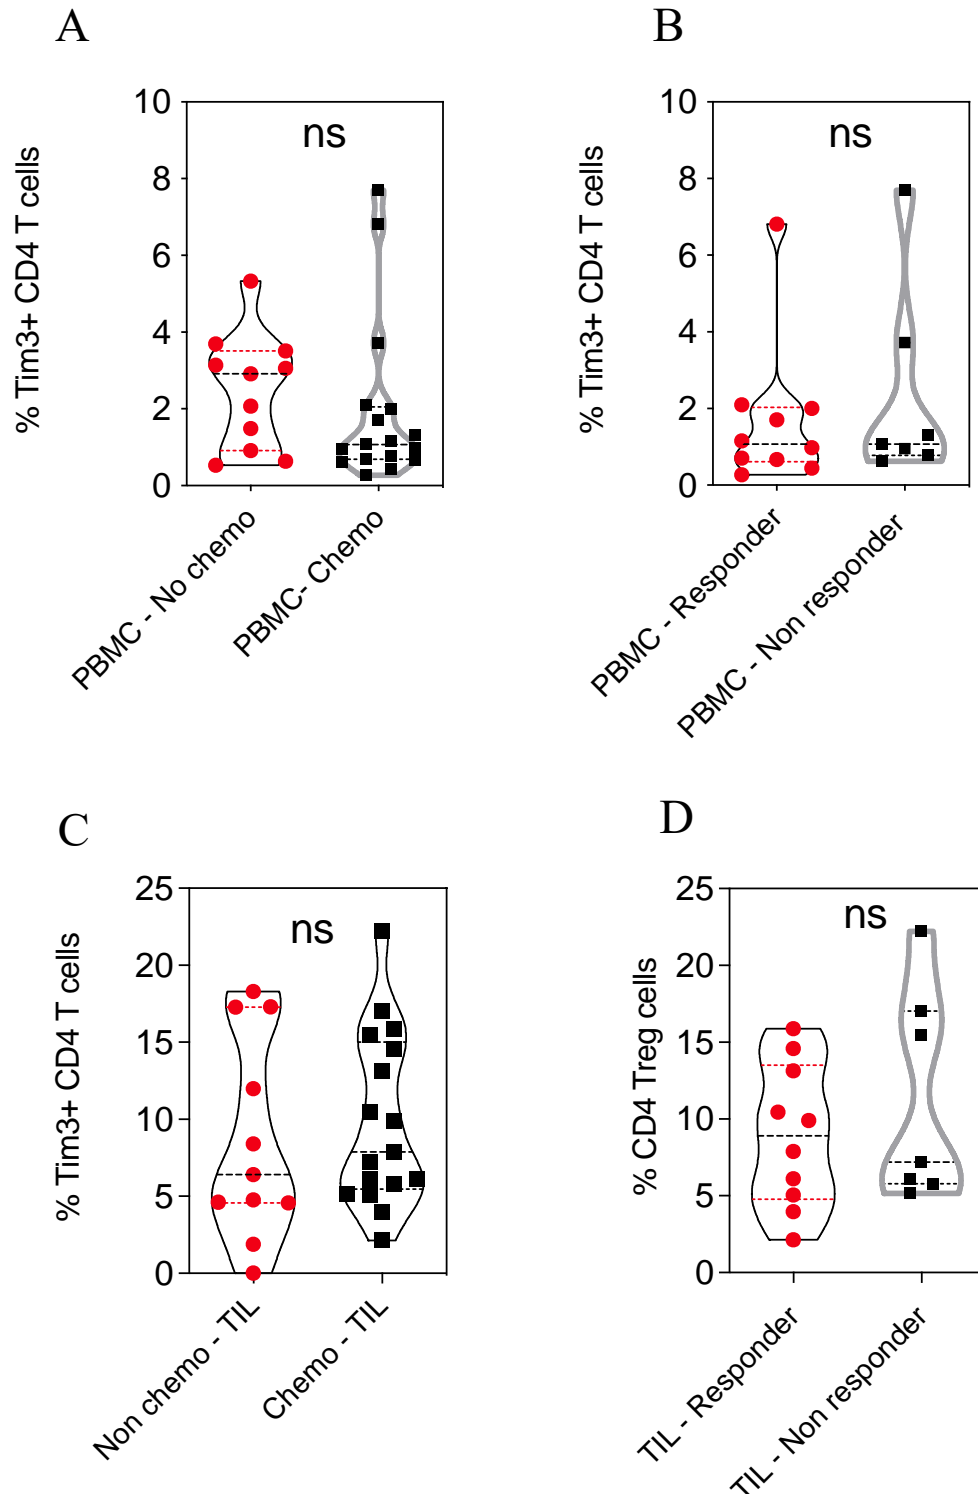 A
% Tim3+ CD4 T cells
10
8
6
4
2
0
ns
PBMC - No chemo
PBMC- Chemo
B
% Tim3+ CD4 T cells
10
8
6
4
2
0
ns
PBMC - Responder
PBMC - Non responder
C
% Tim3+ CD4 T cells
25
20
15
10
5
0
ns
Non chemo - TIL
Chemo - TIL
D
% CD4 Treg cells
25
20
15
10
5
0
ns
TIL - Responder
TIL - Non responder